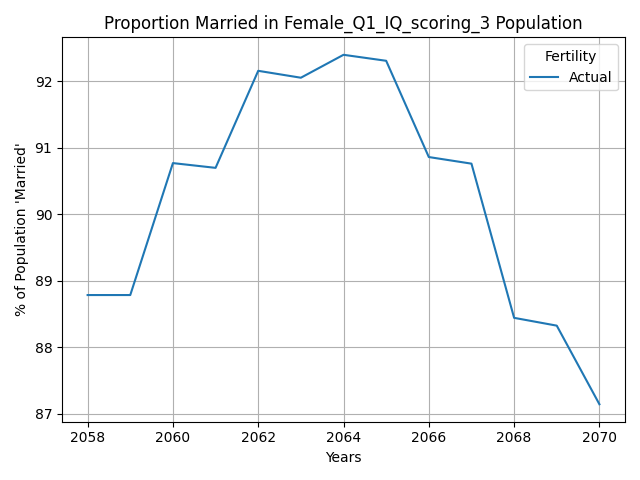 Proportion Married in Female_Q1_IQ_scoring_3 Population
Fertility
Actual
% of Population 'Married'
92
91
90
89
88
87
2058 2060 2062 2064 2066 2068 2070
Years